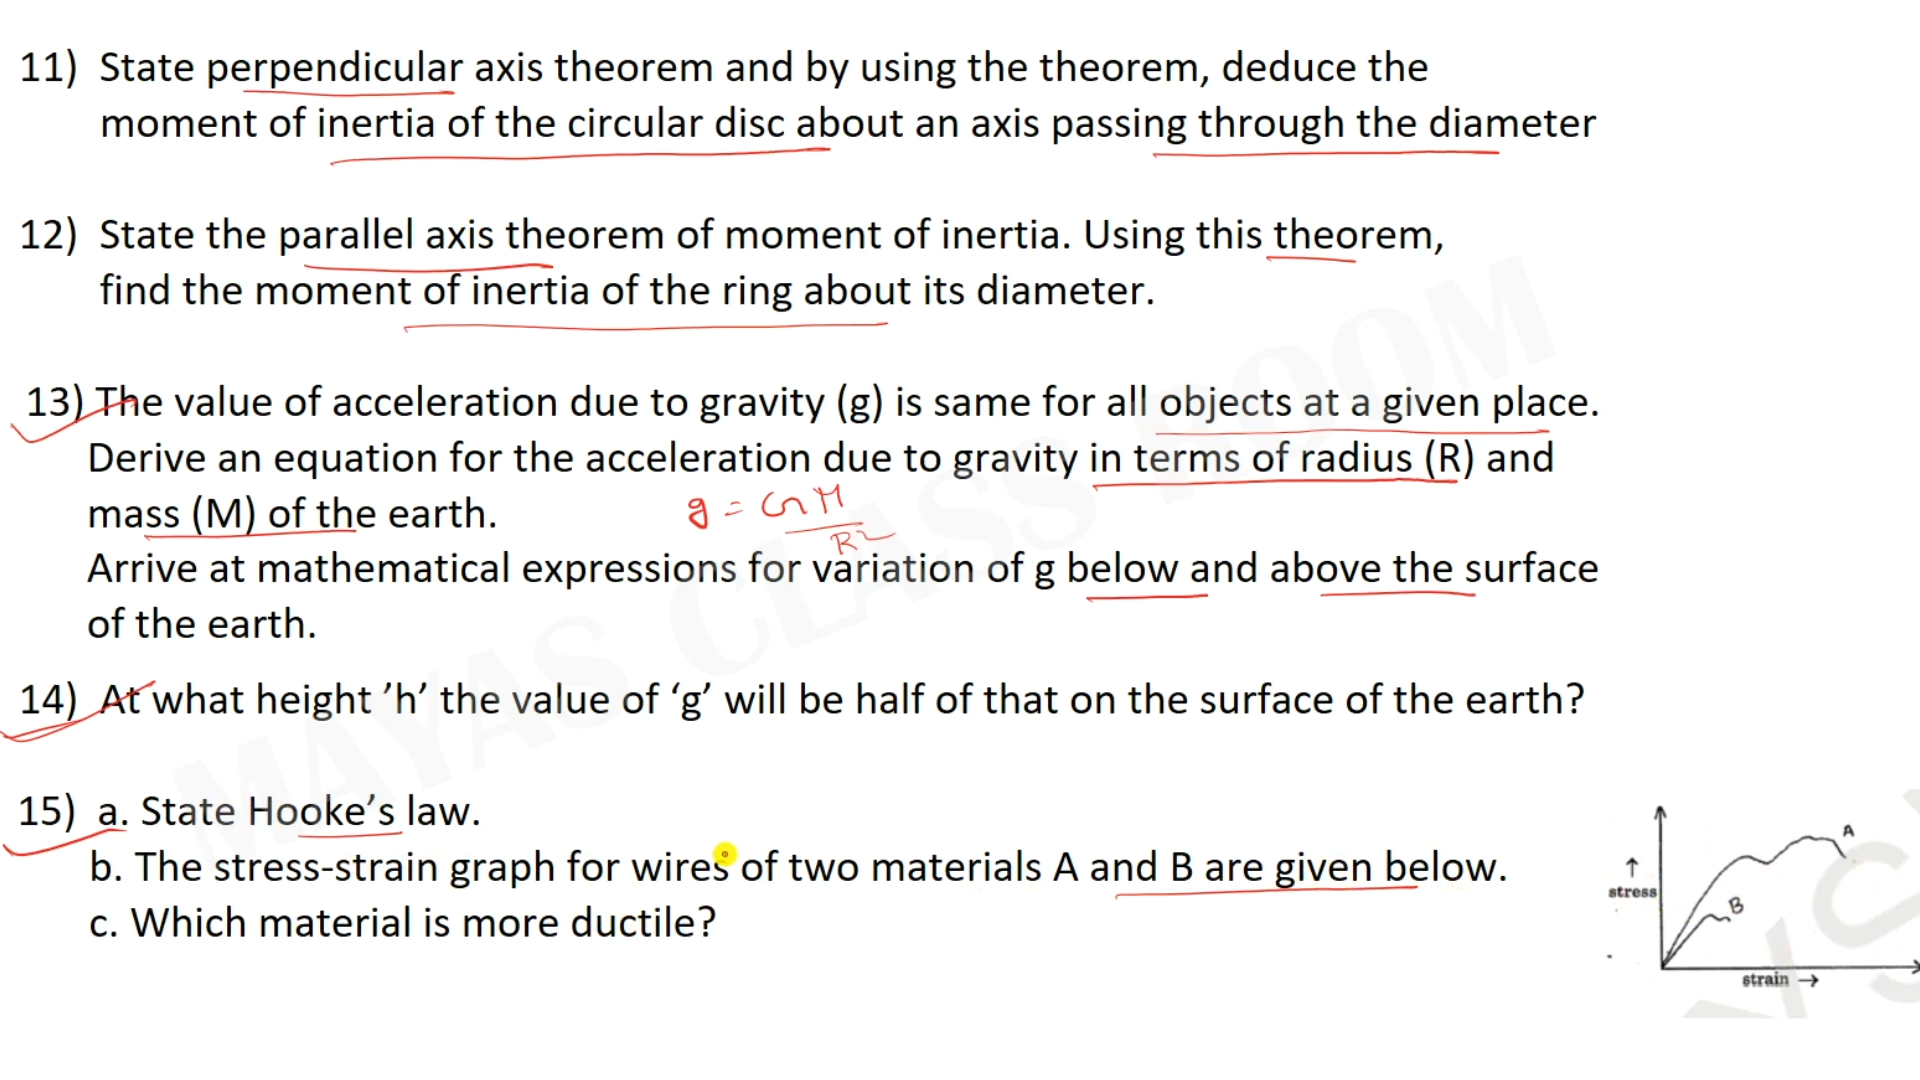 11) State perpendicular axis theorem and by using the theorem, deduce the
moment of inertia of the circular disc about an axis passing through the diameter
12) State the parallel axis theorem of moment of inertia. Using this theorem,
find the moment of inertia of the ring about its diameter.
13) The value of acceleration due to gravity (g) is same for all objects at a given place.
Derive an equation for the acceleration due to gravity in terms of radius (R) and
mass (M) of the earth.
g = GM
R2
Arrive at mathematical expressions for variation of g below and above the surface
of the earth.
14) At what height ’h’ the value of ‘g’ will be half of that on the surface of the earth?
15) a. State Hooke’s law.
b. The stress-strain graph for wires of two materials A and B are given below.
c. Which material is more ductile?
A
↑
stress
B
strain →
MAYAS CLASS ROOM